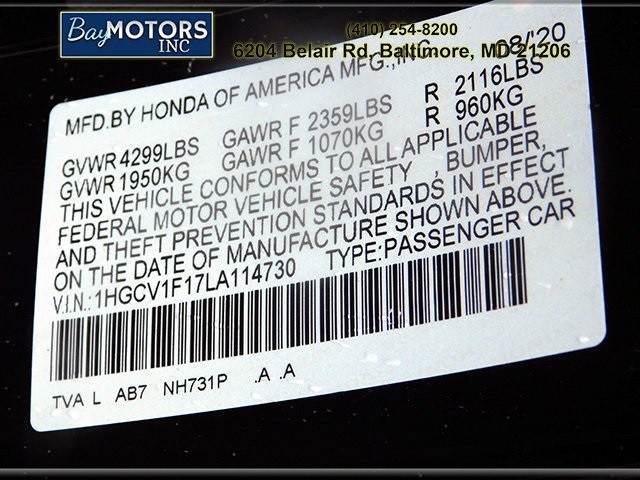 BayMOTORS
INC
(410) 254-8200
6204 Belair Rd, Baltimore, MD 21206
MFD.BY HONDA OF AMERICA MFG.,INC. 08/'20
GVWR 4299LBS GAWR F 2359LBS R 2116LBS
GVWR 1950KG GAWR F 1070KG R 960KG
THIS VEHICLE CONFORMS TO ALL APPLICABLE
FEDERAL MOTOR VEHICLE SAFETY , BUMPER,
AND THEFT PREVENTION STANDARDS IN EFFECT
ON THE DATE OF MANUFACTURE SHOWN ABOVE.
V.I.N.:1HGCV1F17LA114730 TYPE:PASSENGER CAR
TVA L AB7 NH731P .A .A